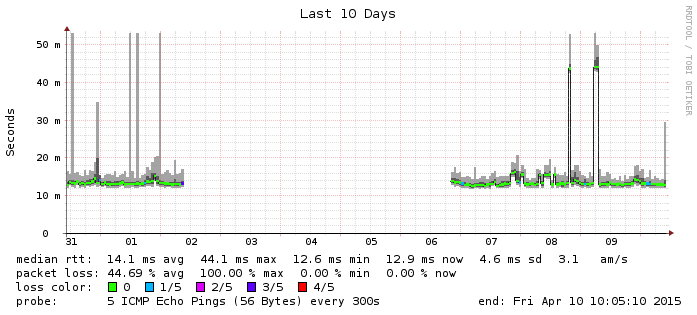 Last 10 Days
RRDTOOL / TOBI OETIKER
Seconds
50 m
40 m
30 m
20 m
10 m
0
31 01 02 03 04 05 06 07 08 09
median rtt: 14.1 ms avg 44.1 ms max 12.6 ms min 12.9 ms now 4.6 ms sd 3.1 am/s
packet loss: 44.69 % avg 100.00 % max 0.00 % min 0.00 % now
loss color: 0 1/5 2/5 3/5 4/5
probe: 5 ICMP Echo Pings (56 Bytes) every 300s end: Fri Apr 10 10:05:10 2015